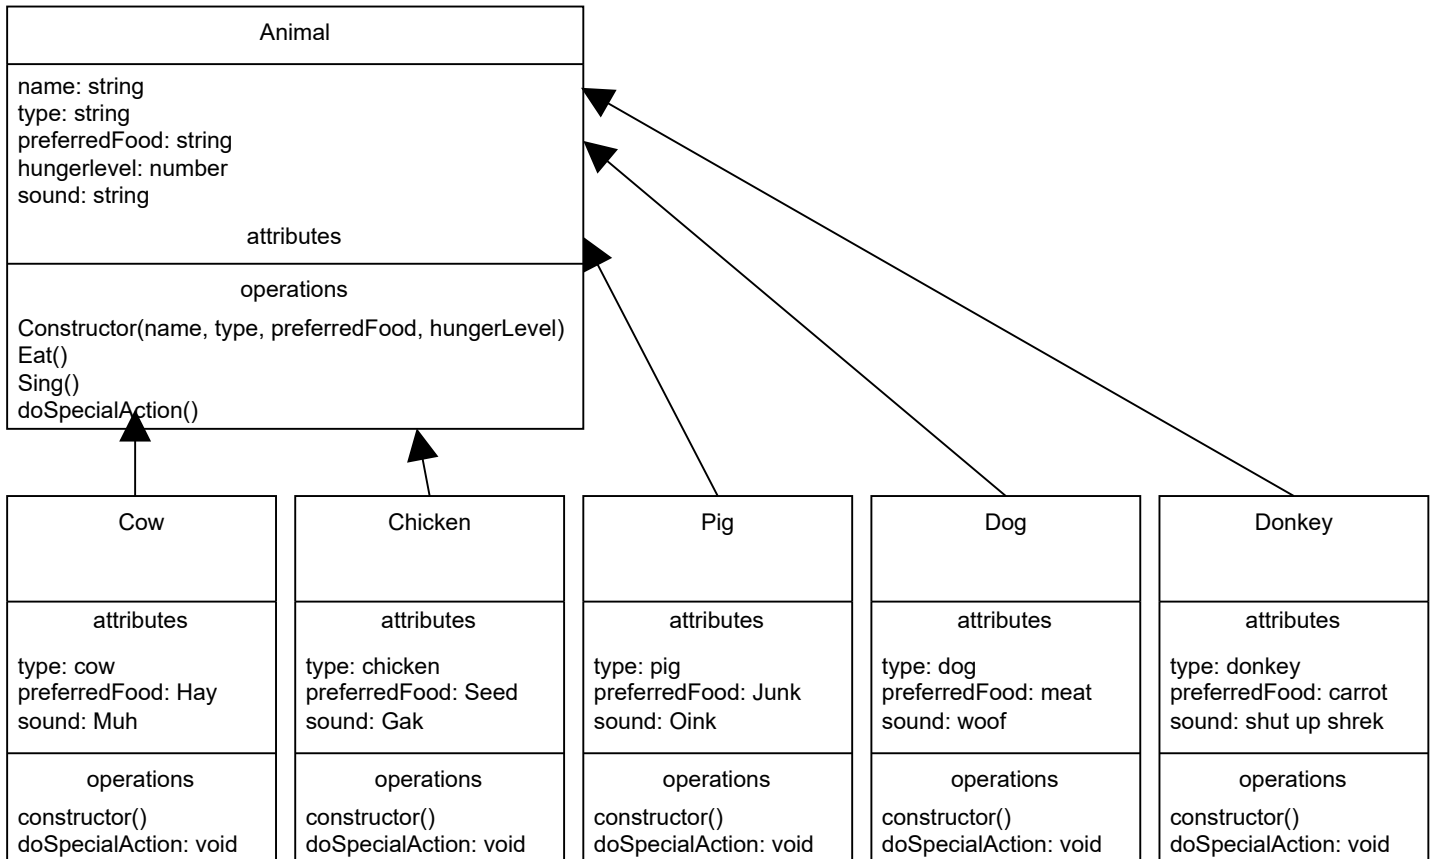 Animal
name: string
type: string
preferredFood: string
hungerlevel: number
sound: string
attributes
operations
Constructor(name, type, preferredFood, hungerLevel)
Eat()
Sing()
doSpecialAction()
Cow
attributes
type: cow
preferredFood: Hay
sound: Muh
operations
constructor()
doSpecialAction: void
Chicken
attributes
type: chicken
preferredFood: Seed
sound: Gak
operations
constructor()
doSpecialAction: void
Pig
attributes
type: pig
preferredFood: Junk
sound: Oink
operations
constructor()
doSpecialAction: void
Dog
attributes
type: dog
preferredFood: meat
sound: woof
operations
constructor()
doSpecialAction: void
Donkey
attributes
type: donkey
preferredFood: carrot
sound: shut up shrek
operations
constructor()
doSpecialAction: void